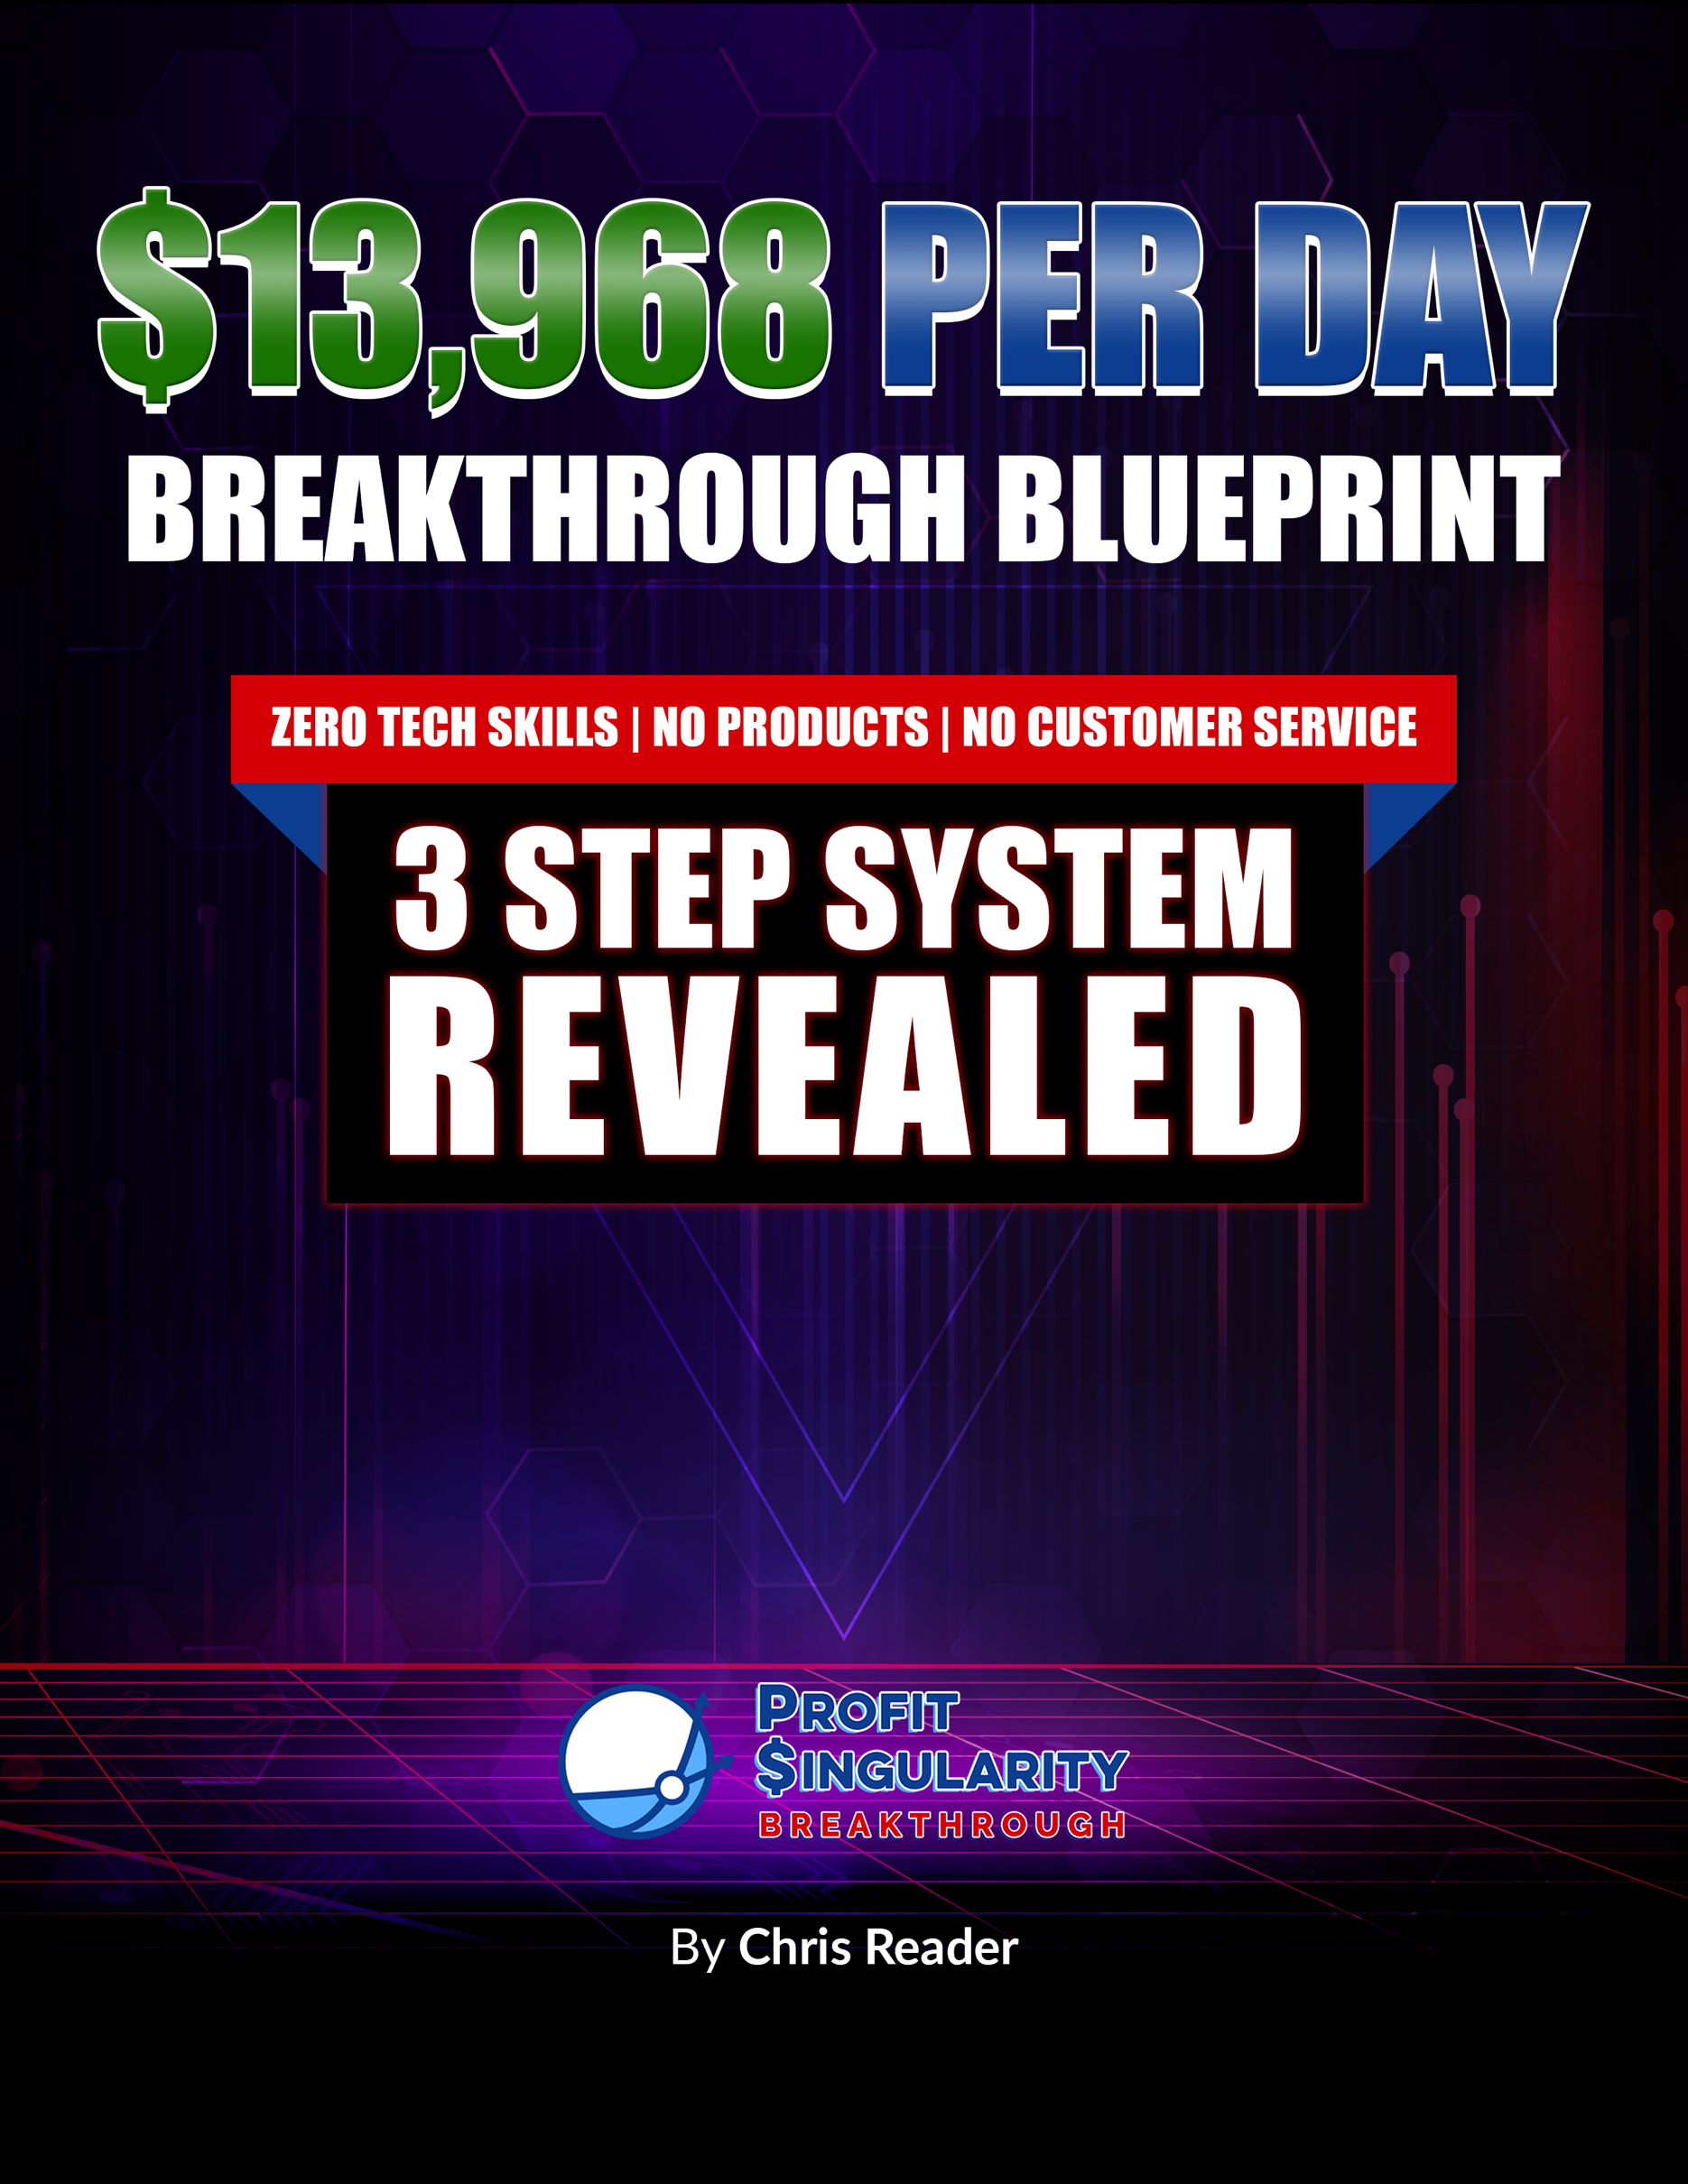 $13,968 PER DAY
BREAKTHROUGH BLUEPRINT
ZERO TECH SKILLS | NO PRODUCTS | NO CUSTOMER SERVICE
3 STEP SYSTEM
REVEALED
PROFIT
$INGULARITY
BREAKTHROUGH
By Chris Reader